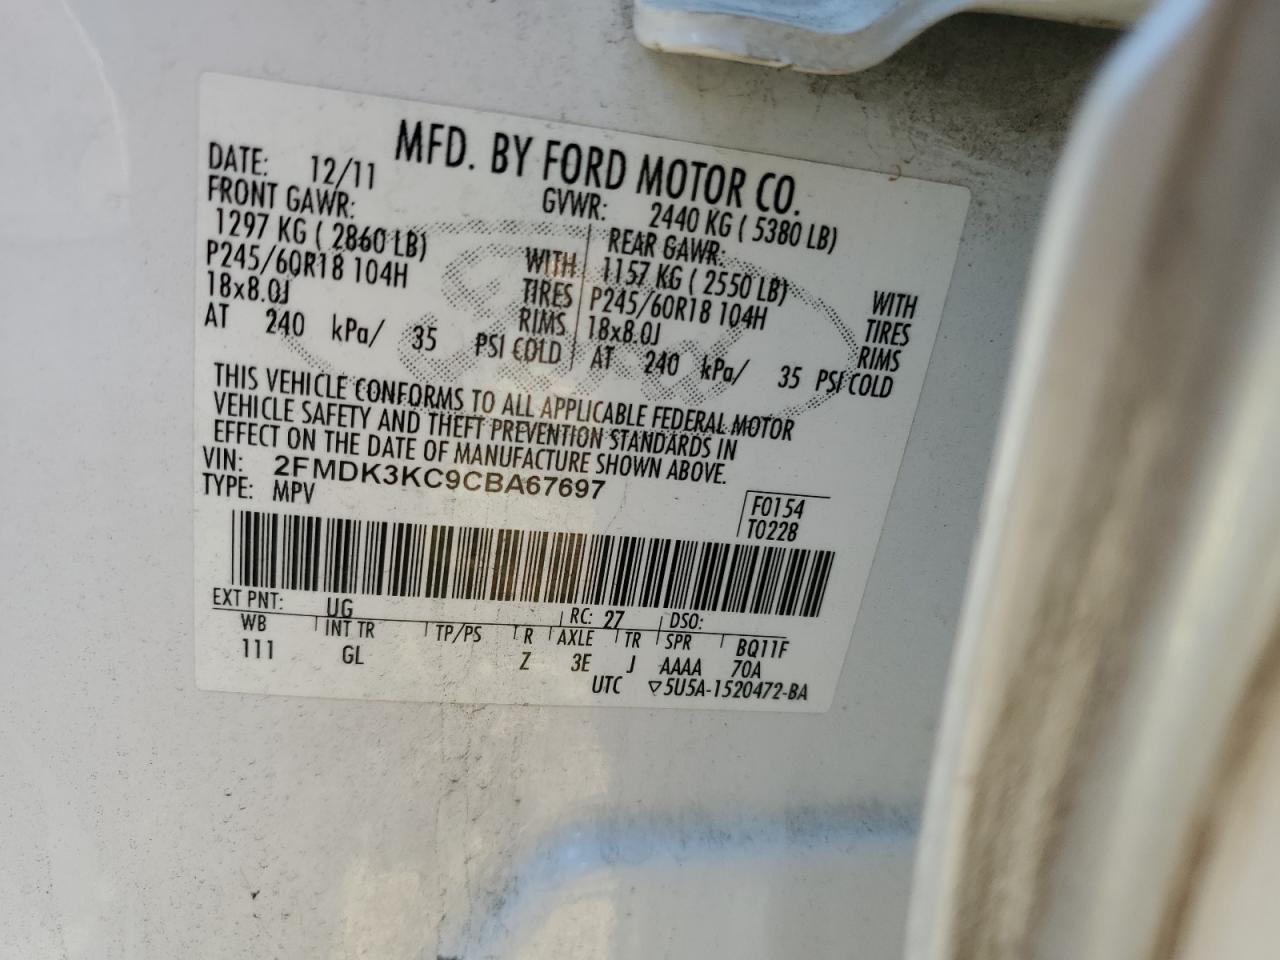 MFD. BY FORD MOTOR CO.
DATE: 12/11 GVWR: 2440 KG ( 5380 LB)
FRONT GAWR: REAR GAWR:
1297 KG ( 2860 LB) WITH 1157 KG ( 2550 LB) WITH
P245/60R18 104H TIRES P245/60R18 104H TIRES
18x8.0J RIMS 18x8.0J RIMS
AT 240 kPa/ 35 PSI COLD AT 240 kPa/ 35 PSI COLD
THIS VEHICLE CONFORMS TO ALL APPLICABLE FEDERAL MOTOR
VEHICLE SAFETY AND THEFT PREVENTION STANDARDS IN
EFFECT ON THE DATE OF MANUFACTURE SHOWN ABOVE.
VIN: 2FMDK3KC9CBA67697
TYPE: MPV
F0154
T0228
EXT PNT: UG RC: 27 DSO:
WB INT TR TP/PS R AXLE TR SPR BQ11F
111 GL Z 3E J AAAA 70A
UTC ▽5U5A-1520472-BA